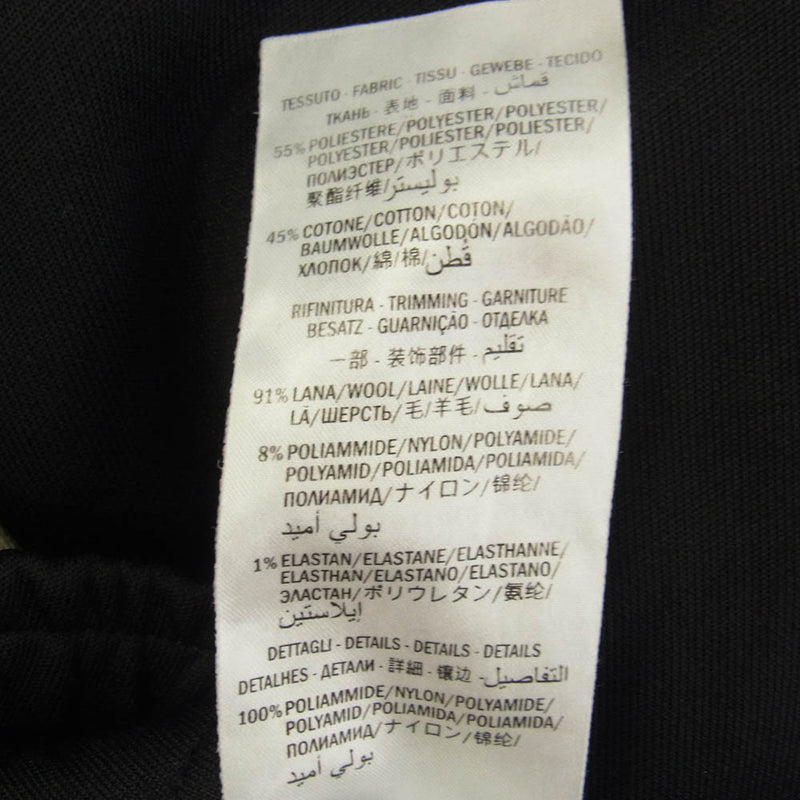 TESSUTO - FABRIC - TISSU - GEWEBE - TECIDO
ТКАНЬ - 表地 - 面料 - قماش
55% POLIESTERE/POLYESTER/POLYESTER/
POLYESTER/POLIESTER/POLIESTER/
ПОЛИЭСТЕР/ポリエステル/
聚酯纤维/بوليستر
45% COTONE/COTTON/COTON/
BAUMWOLLE/ALGODÓN/ALGODÃO/
ХЛОПОК/綿/棉/قُطن
RIFINITURA - TRIMMING - GARNITURE
BESATZ - GUARNIÇAO - ОТДЕЛКА
一部 - 装饰部件 - تقليم
91% LANA/WOOL/LAINE/WOLLE/LANA/
LÃ/ШЕРСТЬ/毛/羊毛/صوف
8% POLIAMMIDE/NYLON/POLYAMIDE/
POLYAMID/POLIAMIDA/POLIAMIDA/
ПОЛИАМИД/ナイロン/锦纶/
بولي أميد
1% ELASTAN/ELASTANE/ELASTHANNE/
ELASTHAN/ELASTANO/ELASTANO/
ЭЛАСТАН/ポリウレタン/氨纶/
إيلاستين
DETTAGLI - DETAILS - DETAILS - DETAILS
DETALHES - ДЕТАЛИ - 詳細 - 镶边 - التفاصيل
100% POLIAMMIDE/NYLON/POLYAMIDE/
POLYAMID/POLIAMIDA/POLIAMIDA/
ПОЛИАМИД/ナイロン/锦纶/
بولي أميد